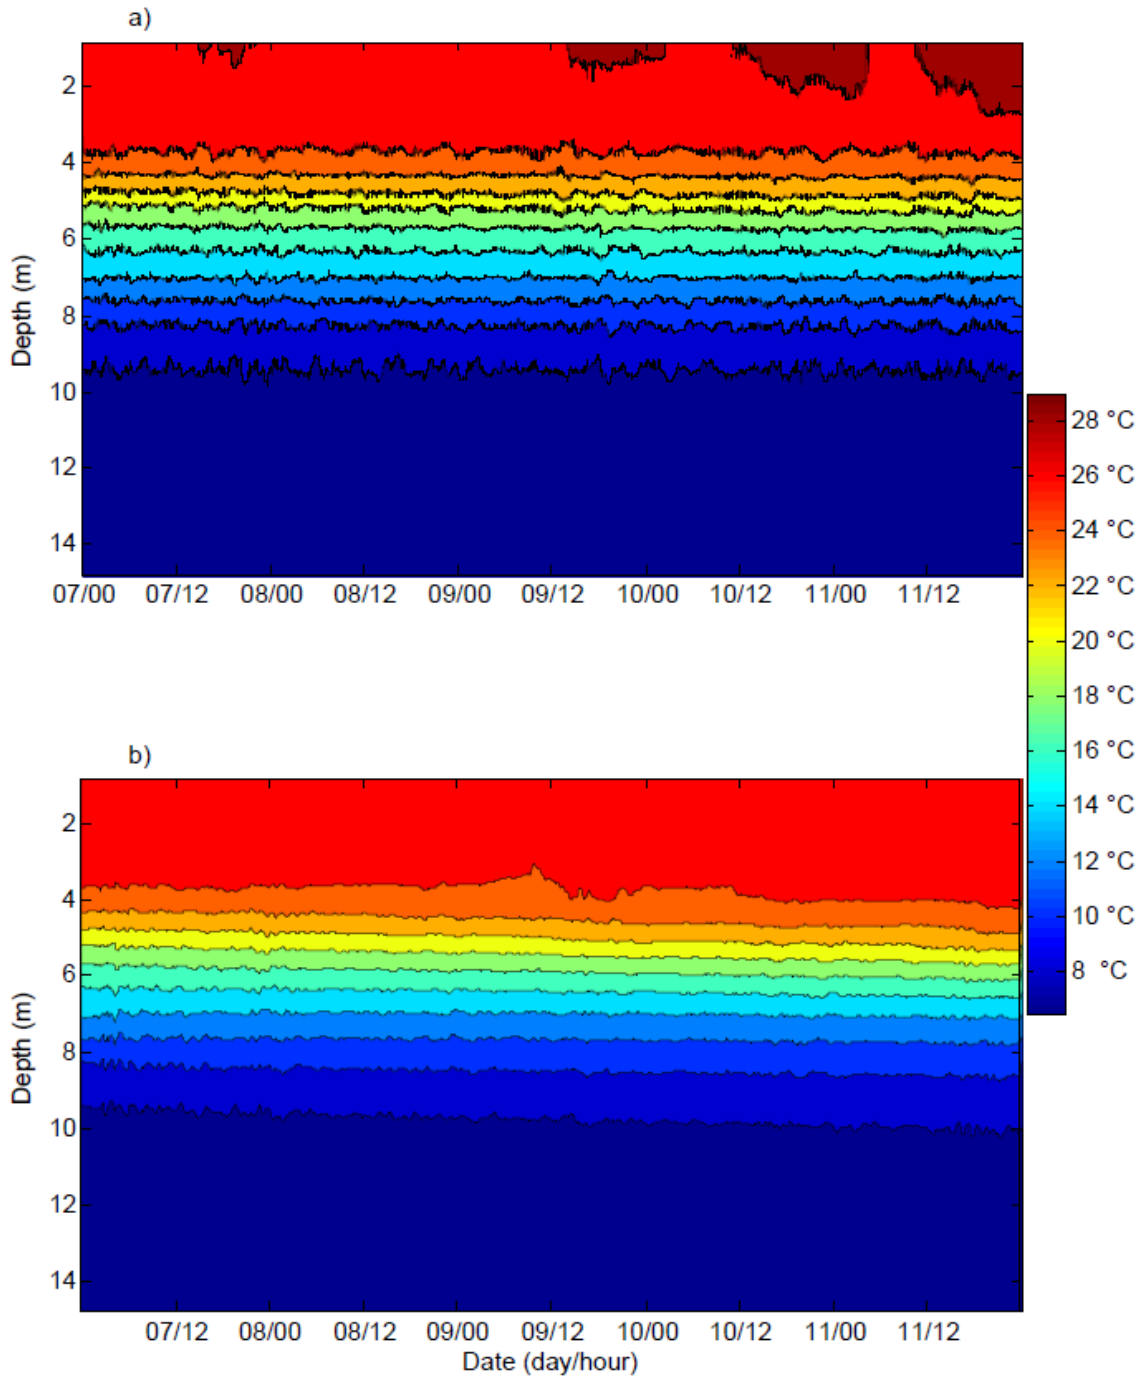 a)
2
4
6
8
10
12
14
Depth (m)
07/00 07/12 08/00 08/12 09/00 09/12 10/00 10/12 11/00 11/12
28 °C
26 °C
24 °C
22 °C
20 °C
18 °C
16 °C
14 °C
12 °C
10 °C
8 °C
b)
2
4
6
8
10
12
14
Depth (m)
07/12 08/00 08/12 09/00 09/12 10/00 10/12 11/00 11/12
Date (day/hour)